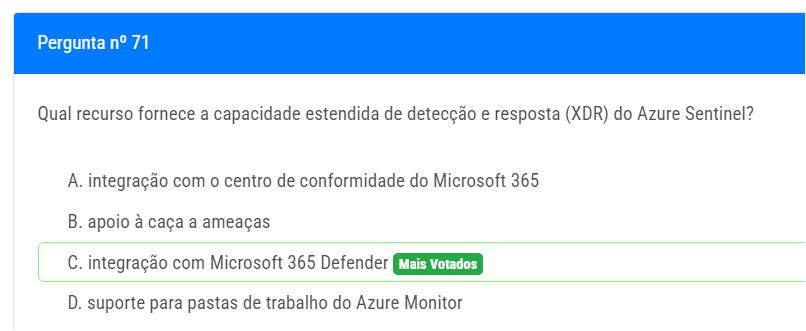 Pergunta nº 71
Qual recurso fornece a capacidade estendida de detecção e resposta (XDR) do Azure Sentinel?
A. integração com o centro de conformidade do Microsoft 365
B. apoio à caça a ameaças
C. integração com Microsoft 365 Defender Mais Votados
D. suporte para pastas de trabalho do Azure Monitor